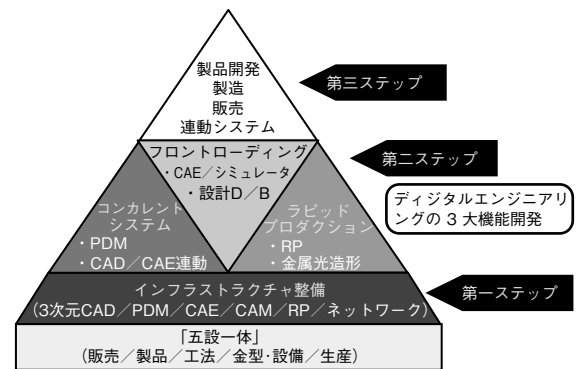 製品開発
製造
販売
連動システム
第三ステップ
フロントローディング
・CAE／シミュレータ
・設計D／B
第二ステップ
ディジタルエンジニアリ
ングの3大機能開発
コンカレント
システム
・PDM
・CAD／CAE連動
ラピッド
プロダクション
・RP
・金属光造形
インフラストラクチャ整備
(3次元CAD／PDM／CAE／CAM／RP／ネットワーク)
第一ステップ
「五設一体」
(販売／製品／工法／金型・設備／生産)